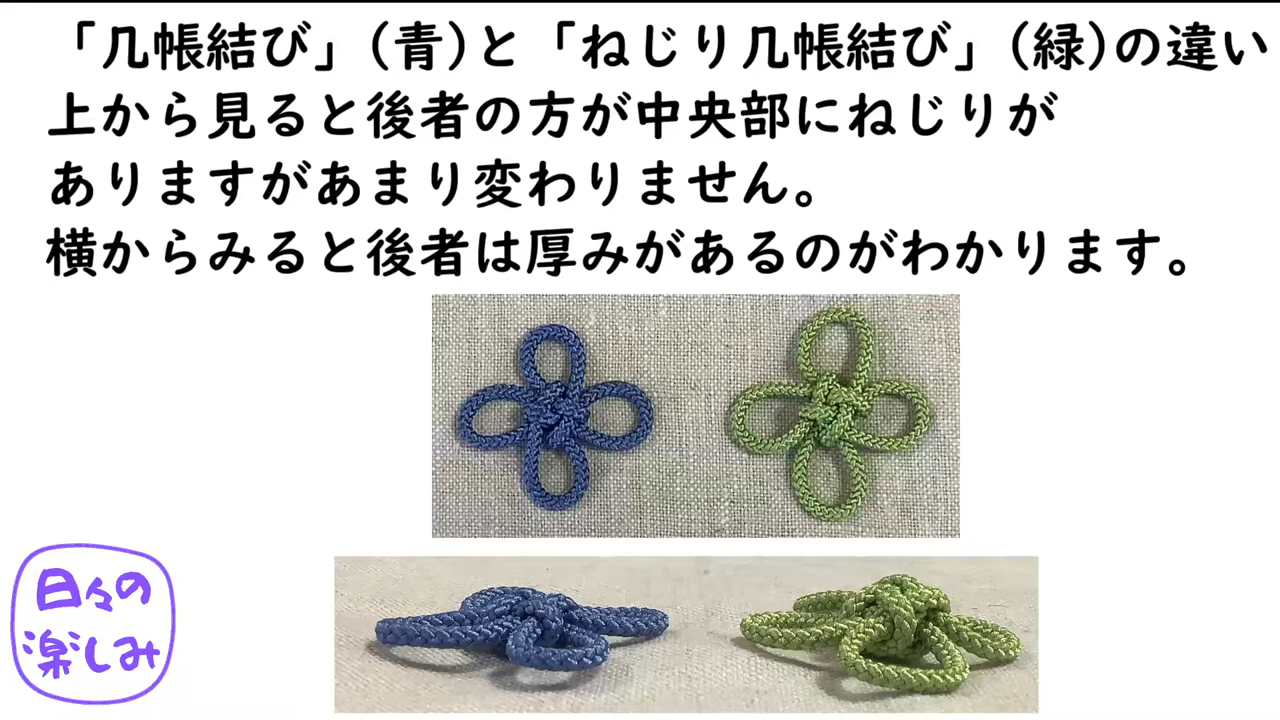 「几帳結び」(青)と「ねじり几帳結び」(緑)の違い
上から見ると後者の方が中央部にねじりが
ありますがあまり変わりません。
横からみると後者は厚みがあるのがわかります。
日々の
楽しみ